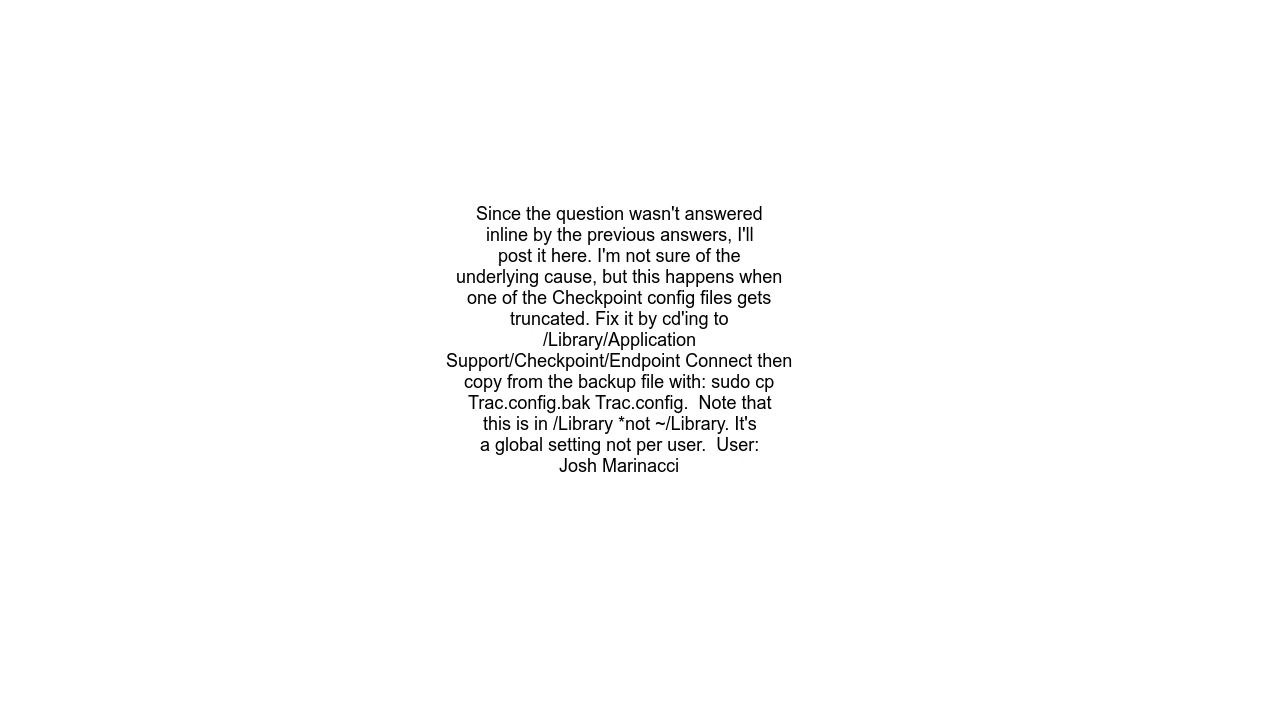 Since the question wasn't answered
inline by the previous answers, I'll
post it here. I'm not sure of the
underlying cause, but this happens when
one of the Checkpoint config files gets
truncated. Fix it by cd'ing to
/Library/Application
Support/Checkpoint/Endpoint Connect then
copy from the backup file with: sudo cp
Trac.config.bak Trac.config.  Note that
this is in /Library *not ~/Library. It's
a global setting not per user.  User:
Josh Marinacci